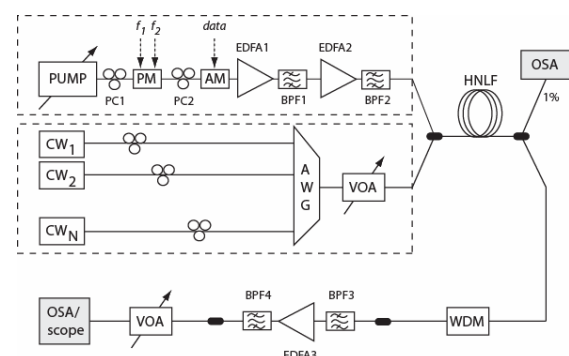 f1 f2 data
EDFA1 EDFA2
PUMP PM AM
PC1 PC2 BPF1 BPF2
HNLF
OSA
1%
CW1
CW2
CWN
AWG
VOA
OSA/
scope
VOA
BPF4
EDFA3
BPF3
WDM